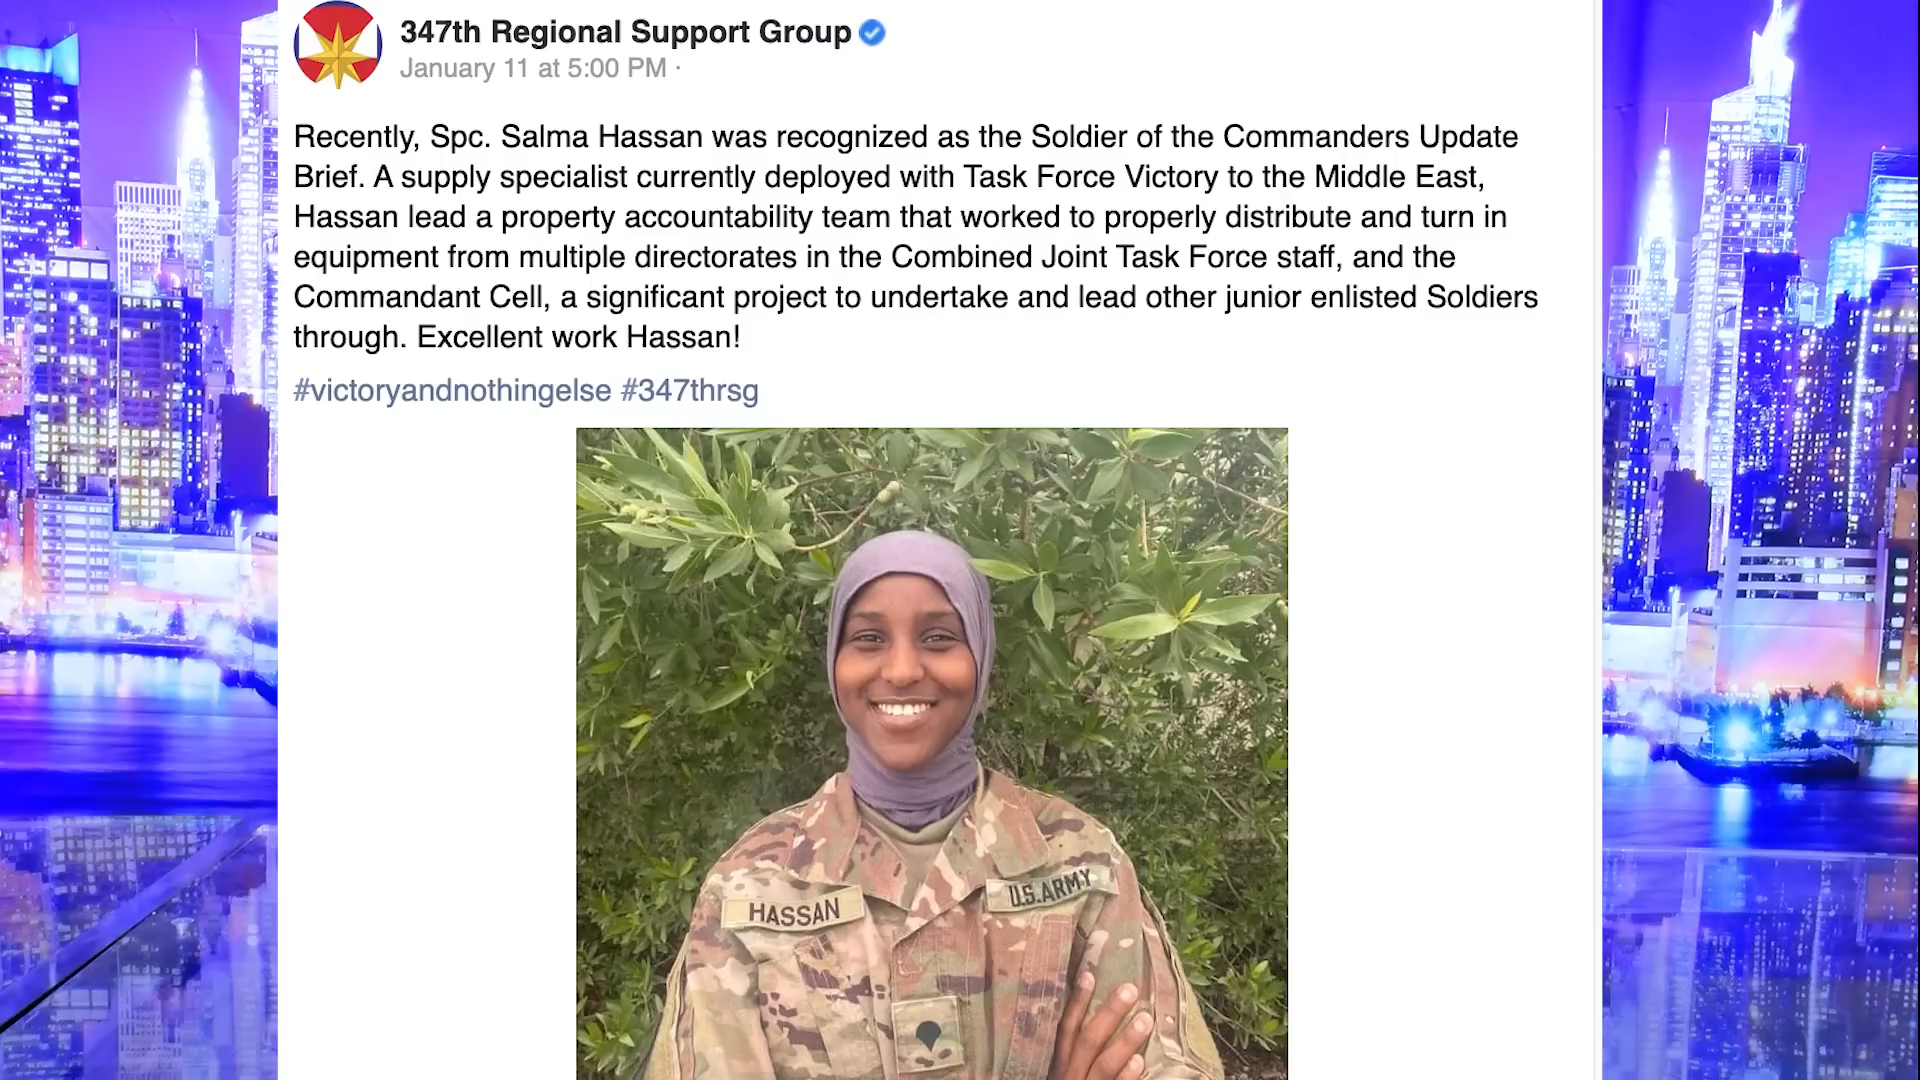 347th Regional Support Group
January 11 at 5:00 PM ·
Recently, Spc. Salma Hassan was recognized as the Soldier of the Commanders Update
Brief. A supply specialist currently deployed with Task Force Victory to the Middle East,
Hassan lead a property accountability team that worked to properly distribute and turn in
equipment from multiple directorates in the Combined Joint Task Force staff, and the
Commandant Cell, a significant project to undertake and lead other junior enlisted Soldiers
through. Excellent work Hassan!
#victoryandnothingelse #347thrsg
HASSAN
U.S.ARMY